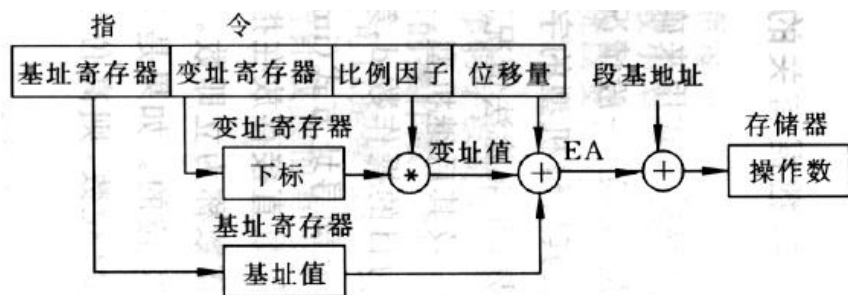 指 令
基址寄存器 变址寄存器 比例因子 位移量
段基地址
变址寄存器
变址值
EA
存储器
下标
*
+
+
操作数
基址寄存器
基址值